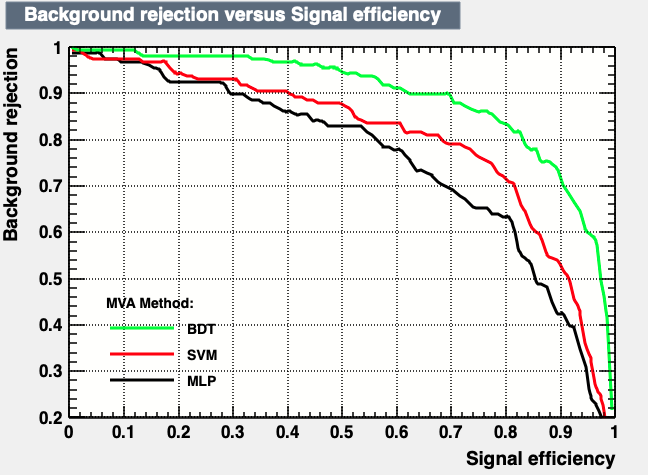 Background rejection versus Signal efficiency
Background rejection
1
0.9
0.8
0.7
0.6
0.5
0.4
0.3
0.2
MVA Method:
BDT
SVM
MLP
0 0.1 0.2 0.3 0.4 0.5 0.6 0.7 0.8 0.9 1
Signal efficiency